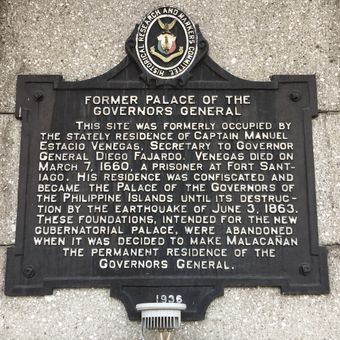 HISTORICAL RESEARCH AND MARKERS COMMITTEE
FORMER PALACE OF THE
GOVERNORS GENERAL
THIS SITE WAS FORMERLY OCCUPIED BY
THE STATELY RESIDENCE OF CAPTAIN MANUEL
ESTACIO VENEGAS, SECRETARY TO GOVERNOR
GENERAL DIEGO FAJARDO. VENEGAS DIED ON
MARCH 7, 1660, A PRISONER AT FORT SANT-
IAGO. HIS RESIDENCE WAS CONFISCATED AND
BECAME THE PALACE OF THE GOVERNORS OF
THE PHILIPPINE ISLANDS UNTIL ITS DESTRUC-
TION BY THE EARTHQUAKE OF JUNE 3, 1863.
THESE FOUNDATIONS, INTENDED FOR THE NEW
GUBERNATORIAL PALACE, WERE ABANDONED
WHEN IT WAS DECIDED TO MAKE MALACAÑAN
THE PERMANENT RESIDENCE OF THE
GOVERNORS GENERAL.
1936